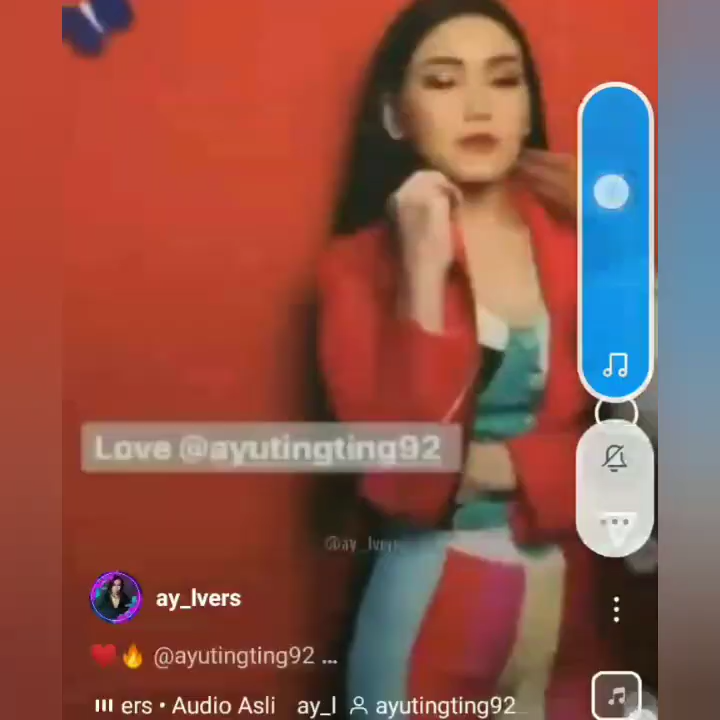 Love @ayutingting92
@ay_lvers
ay_lvers
@ayutingting92 ...
ers • Audio Asli ay_l ayutingting92